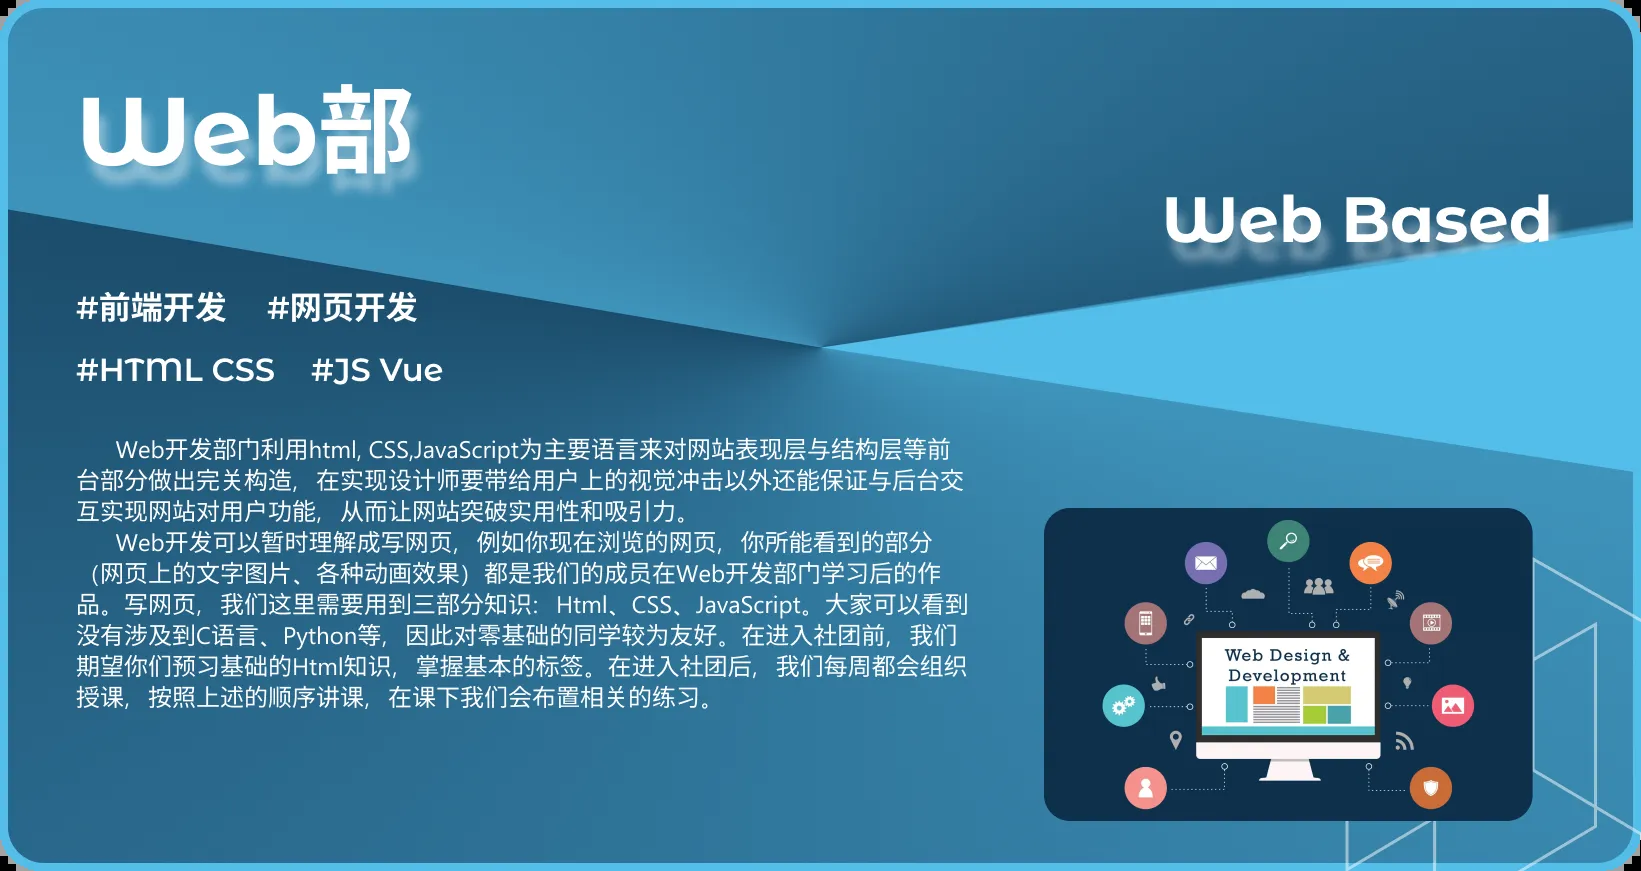 Web部
Web Based
#前端开发 #网页开发
#HTML CSS #JS Vue
Web开发部门利用html, CSS,JavaScript为主要语言来对网站表现层与结构层等前
台部分做出完关构造，在实现设计师要带给用户上的视觉冲击以外还能保证与后台交
互实现网站对用户功能，从而让网站突破实用性和吸引力。
Web开发可以暂时理解成写网页，例如你现在浏览的网页，你所能看到的部分
（网页上的文字图片、各种动画效果）都是我们的成员在Web开发部门学习后的作
品。写网页，我们这里需要用到三部分知识：Html、CSS、JavaScript。大家可以看到
没有涉及到C语言、Python等，因此对零基础的同学较为友好。在进入社团前，我们
期望你们预习基础的Html知识，掌握基本的标签。在进入社团后，我们每周都会组织
授课，按照上述的顺序讲课，在课下我们会布置相关的练习。
Web Design &
Development